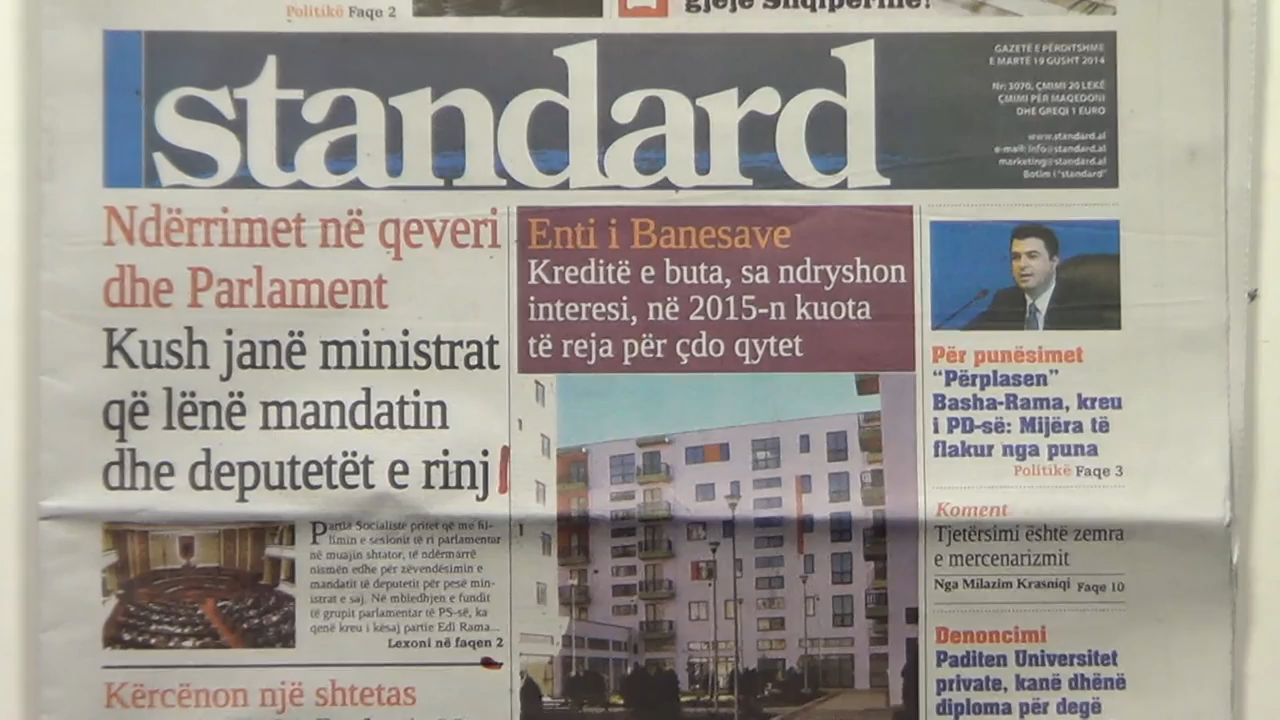 Politikë Faqe 2
gjeje Shqipërine!
standard
GAZETË E PËRDITSHME
E MARTË 19 GUSHT 2014
Nr: 3070, ÇMIMI 20 LEKË
ÇMIMI PËR MAQEDONI
DHE GREQI 1 EURO
www.standard.al
e-mail: info@standard.al
marketing@standard.al
Botim i "standard"
Ndërrimet në qeveri
dhe Parlament
Kush janë ministrat
që lënë mandatin
dhe deputetët e rinj
Partia Socialiste pritet që me fil-
limin e sesionit të ri parlamentar
në muajin shtator, të ndërmarrë
nismën edhe për zëvendësimin e
mandatit të deputetit për pesë min-
istrat e saj. Në mbledhjen e fundit
të grupit parlamentar të PS-së, ka
qenë kreu i kësaj partie Edi Rama...
Lexoni në faqen 2
Kërcënon një shtetas
Enti i Banesave
Kreditë e buta, sa ndryshon
interesi, në 2015-n kuota
të reja për çdo qytet
Për punësimet
“Përplasen”
Basha-Rama, kreu
i PD-së: Mijëra të
flakur nga puna
Politikë Faqe 3
Koment
Tjetërsimi është zemra
e mercenarizmit
Nga Milazim Krasniqi Faqe 10
Denoncimi
Paditen Universitet
private, kanë dhënë
diploma për degë